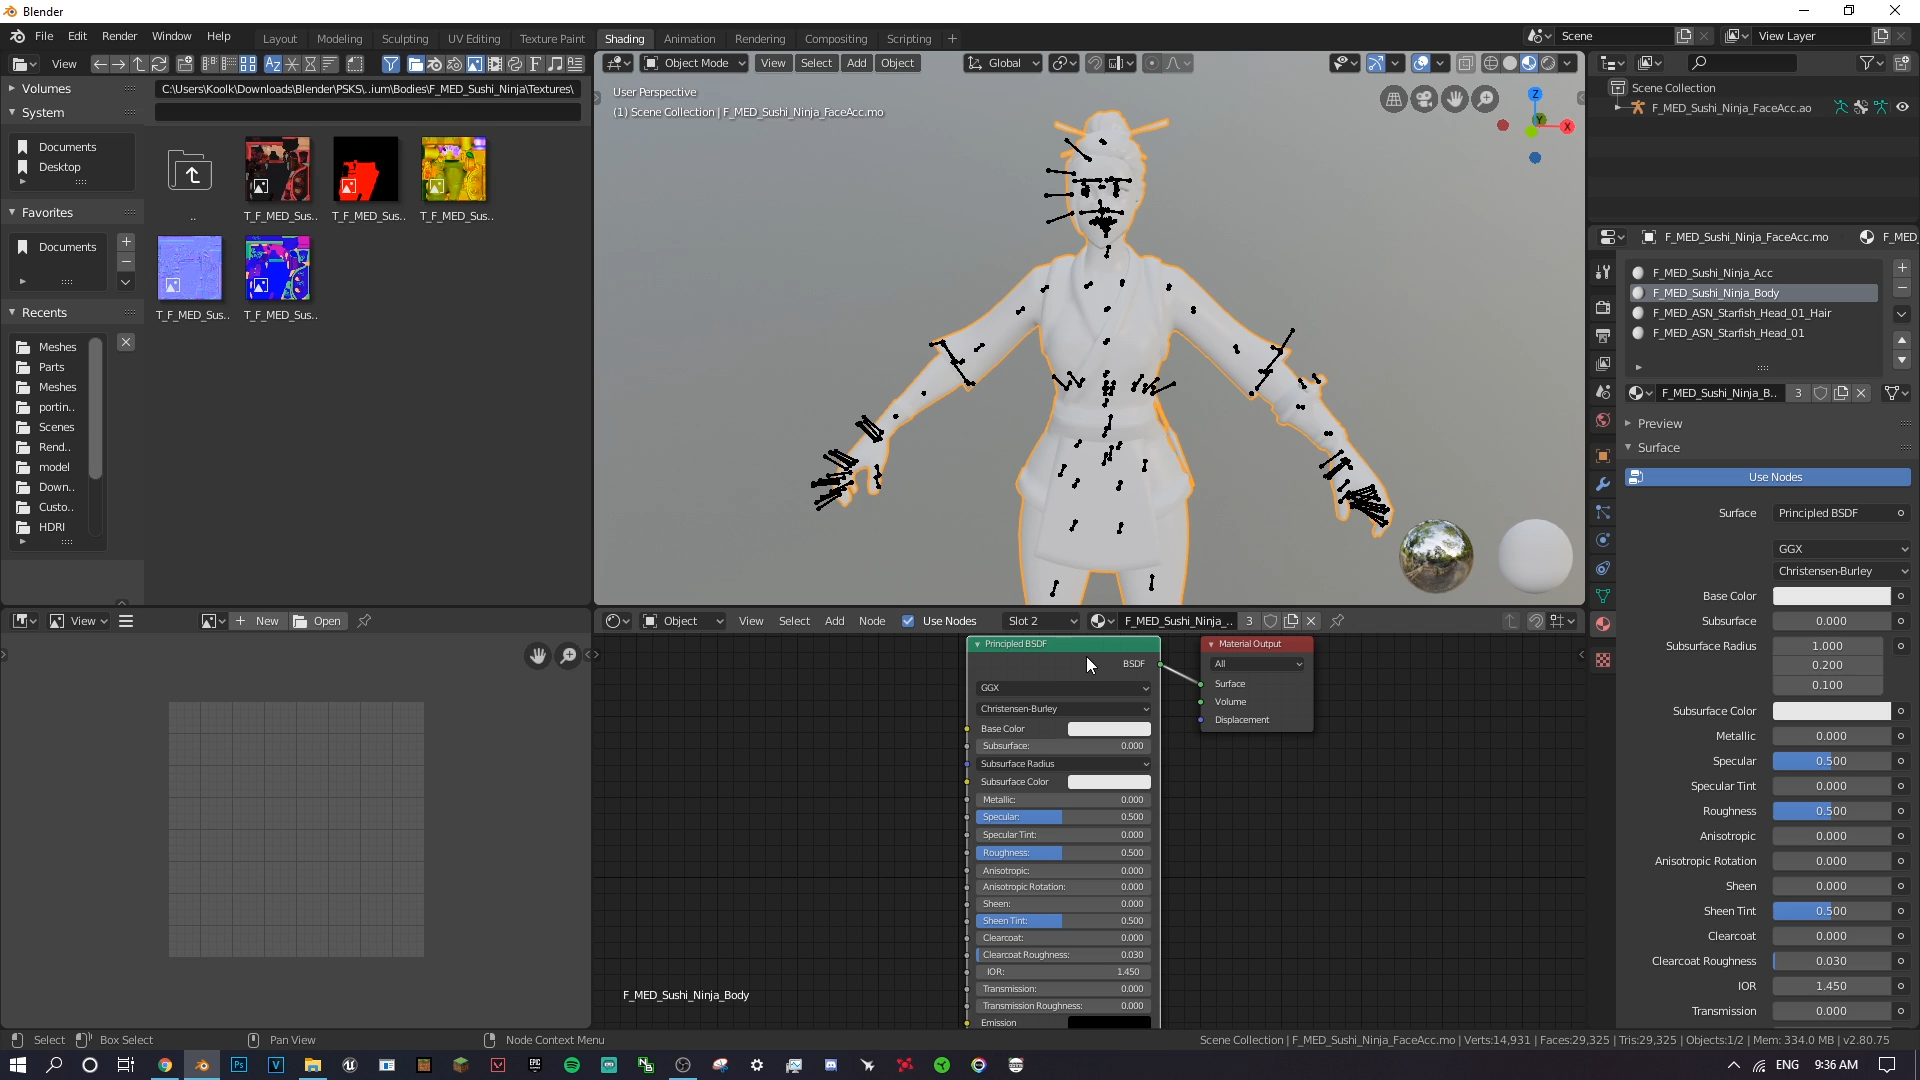 Blender
File Edit Render Window Help
Layout Modeling Sculpting UV Editing Texture Paint Shading Animation Rendering Compositing Scripting +
Scene
View Layer
View
C:\Users\Koolk\Downloads\Blender\PSKS\..ium\Bodies\F_MED_Sushi_Ninja\Textures\
Volumes
System
Documents
Desktop
Favorites
Documents
Recents
Meshes
Parts
Meshes
portin..
Scenes
Rend..
model
Down..
Custo..
HDRI
..
T_F_MED_Sus..
T_F_MED_Sus..
T_F_MED_Sus..
T_F_MED_Sus..
T_F_MED_Sus..
Object Mode View Select Add Object Global
User Perspective
(1) Scene Collection | F_MED_Sushi_Ninja_FaceAcc.mo
Z
Y
X
Scene Collection
F_MED_Sushi_Ninja_FaceAcc.ao
F_MED_Sushi_Ninja_FaceAcc.mo F_MED
F_MED_Sushi_Ninja_Acc
F_MED_Sushi_Ninja_Body
F_MED_ASN_Starfish_Head_01_Hair
F_MED_ASN_Starfish_Head_01
F_MED_Sushi_Ninja_B.. 3
Preview
Surface
Use Nodes
Surface Principled BSDF
GGX
Christensen-Burley
Base Color
Subsurface 0.000
Subsurface Radius 1.000
0.200
0.100
Subsurface Color
Metallic 0.000
Specular 0.500
Specular Tint 0.000
Roughness 0.500
Anisotropic 0.000
Anisotropic Rotation 0.000
Sheen 0.000
Sheen Tint 0.500
Clearcoat 0.000
Clearcoat Roughness 0.030
IOR 1.450
Transmission 0.000
View New Open
Object View Select Add Node Use Nodes Slot 2 F_MED_Sushi_Ninja_.. 3
Principled BSDF
BSDF
GGX
Christensen-Burley
Base Color
Subsurface: 0.000
Subsurface Radius
Subsurface Color
Metallic: 0.000
Specular: 0.500
Specular Tint: 0.000
Roughness: 0.500
Anisotropic: 0.000
Anisotropic Rotation: 0.000
Sheen: 0.000
Sheen Tint: 0.500
Clearcoat: 0.000
Clearcoat Roughness: 0.030
IOR: 1.450
Transmission: 0.000
Transmission Roughness: 0.000
Emission
Material Output
All
Surface
Volume
Displacement
F_MED_Sushi_Ninja_Body
Select Box Select Pan View Node Context Menu
Scene Collection | F_MED_Sushi_Ninja_FaceAcc.mo | Verts:14,931 | Faces:29,325 | Tris:29,325 | Objects:1/2 | Mem: 334.0 MB | v2.80.75
ENG 9:36 AM